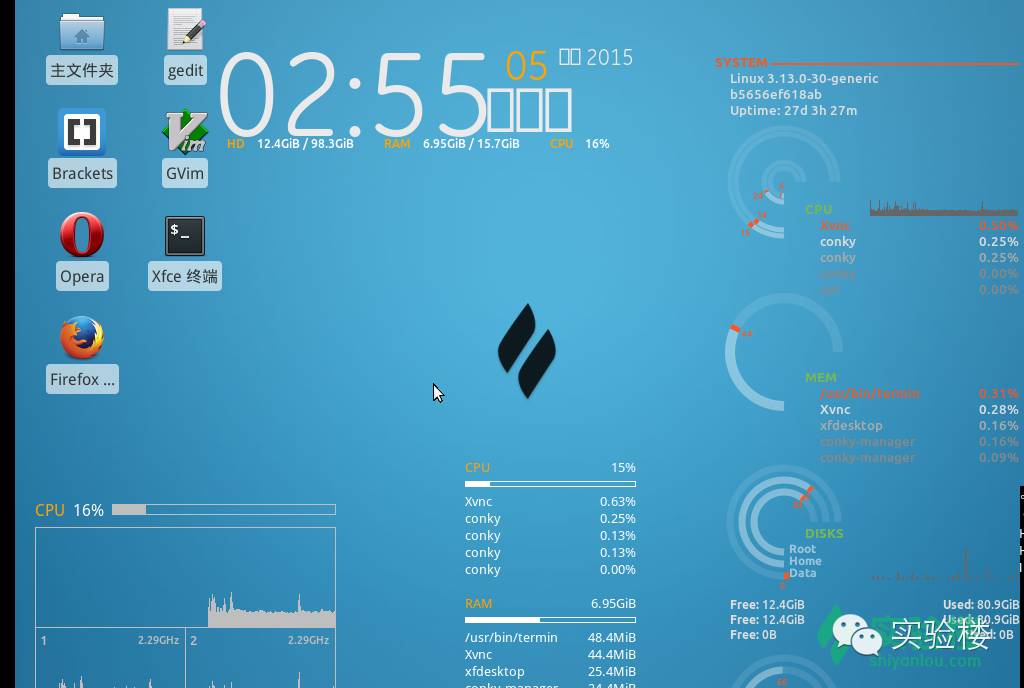 主文件夹
gedit
Brackets
GVim
Opera
$_
Xfce 终端
Firefox ...
02:55
05
2015
HD 12.4GiB / 98.3GiB RAM 6.95GiB / 15.7GiB CPU 16%
SYSTEM
Linux 3.13.0-30-generic
b5656ef618ab
Uptime: 27d 3h 27m
CPU
Xvnc 0.50%
conky 0.25%
conky 0.25%
conky 0.00%
0.00%
MEM
/usr/bin/termin 0.31%
Xvnc 0.28%
xfdesktop 0.16%
conky-manager 0.16%
conky-manager 0.09%
DISKS
Root
Home
Data
Free: 12.4GiB Used: 80.9GiB
Free: 12.4GiB Used: 80.9GiB
Free: 0B
CPU 16%
1 2.29GHz 2 2.29GHz
CPU 15%
Xvnc 0.63%
conky 0.25%
conky 0.13%
conky 0.13%
conky 0.00%
RAM 6.95GiB
/usr/bin/termin 48.4MiB
Xvnc 44.4MiB
xfdesktop 25.4MiB
conky-manager 24.4MiB
实验楼
shiyanlou.com